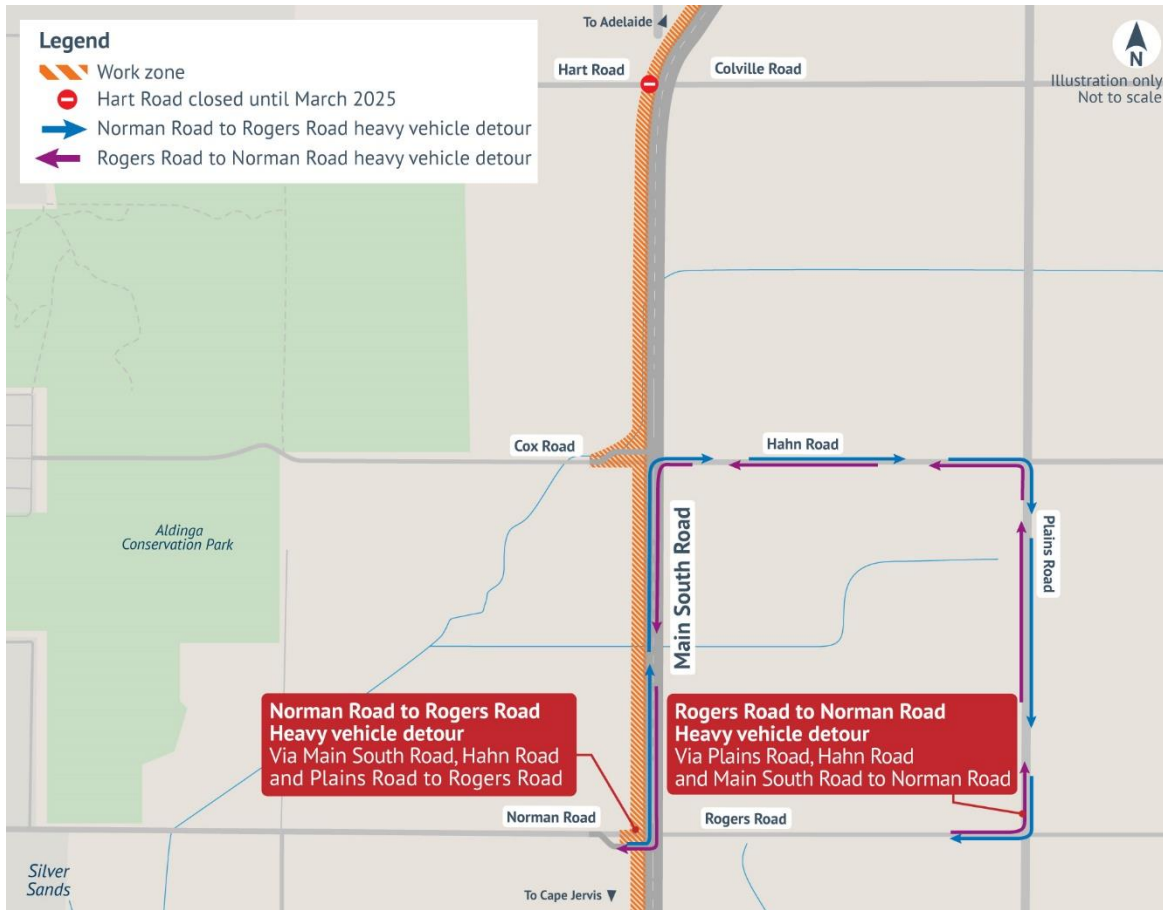 To Adelaide
Legend
Work zone
Hart Road closed until March 2025
Norman Road to Rogers Road heavy vehicle detour
Rogers Road to Norman Road heavy vehicle detour
Hart Road
Colville Road
N
Illustration only
Not to scale
Cox Road
Hahn Road
Aldinga
Conservation Park
Main South Road
Plains Road
Norman Road to Rogers Road
Heavy vehicle detour
Via Main South Road, Hahn Road
and Plains Road to Rogers Road
Rogers Road to Norman Road
Heavy vehicle detour
Via Plains Road, Hahn Road
and Main South Road to Norman Road
Norman Road
Rogers Road
Silver
Sands
To Cape Jervis